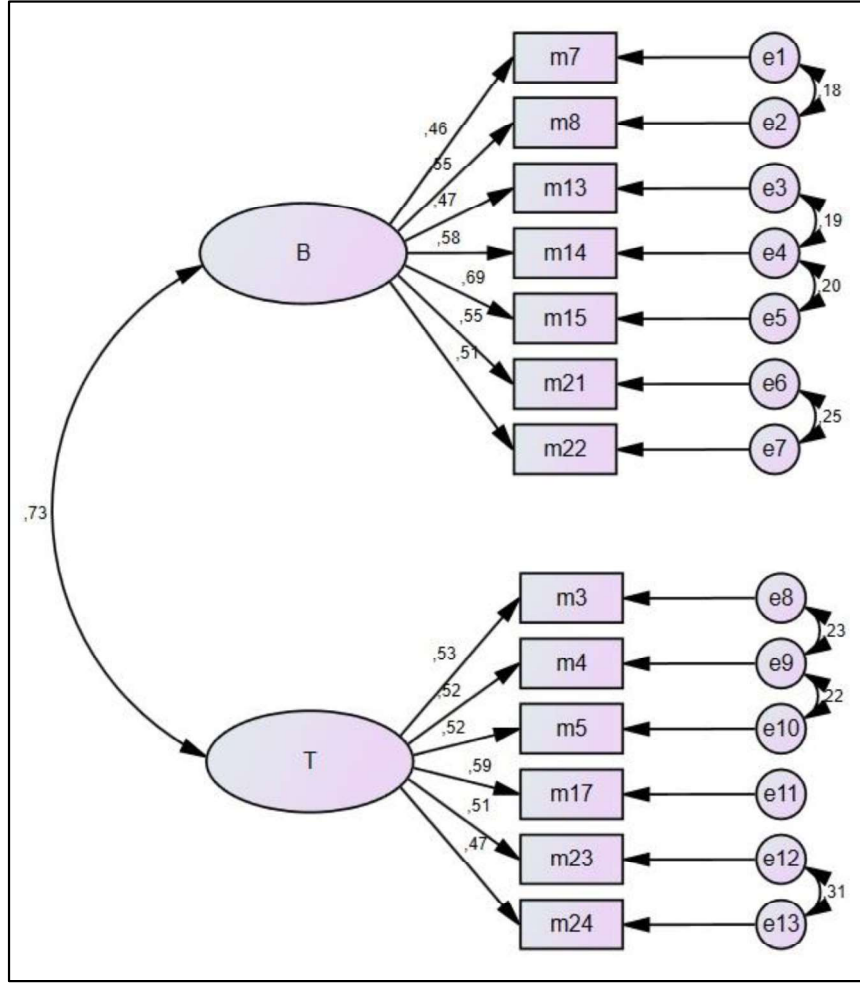 m7
e1
,18
,46
m8
e2
,55
m13
e3
,47
,19
B
,58
m14
e4
,69
,20
m15
e5
,55
m21
e6
,51
,25
m22
e7
,73
m3
e8
,53
,23
m4
e9
,52
,22
,52
m5
e10
T
,59
m17
e11
,51
m23
e12
,47
,31
m24
e13